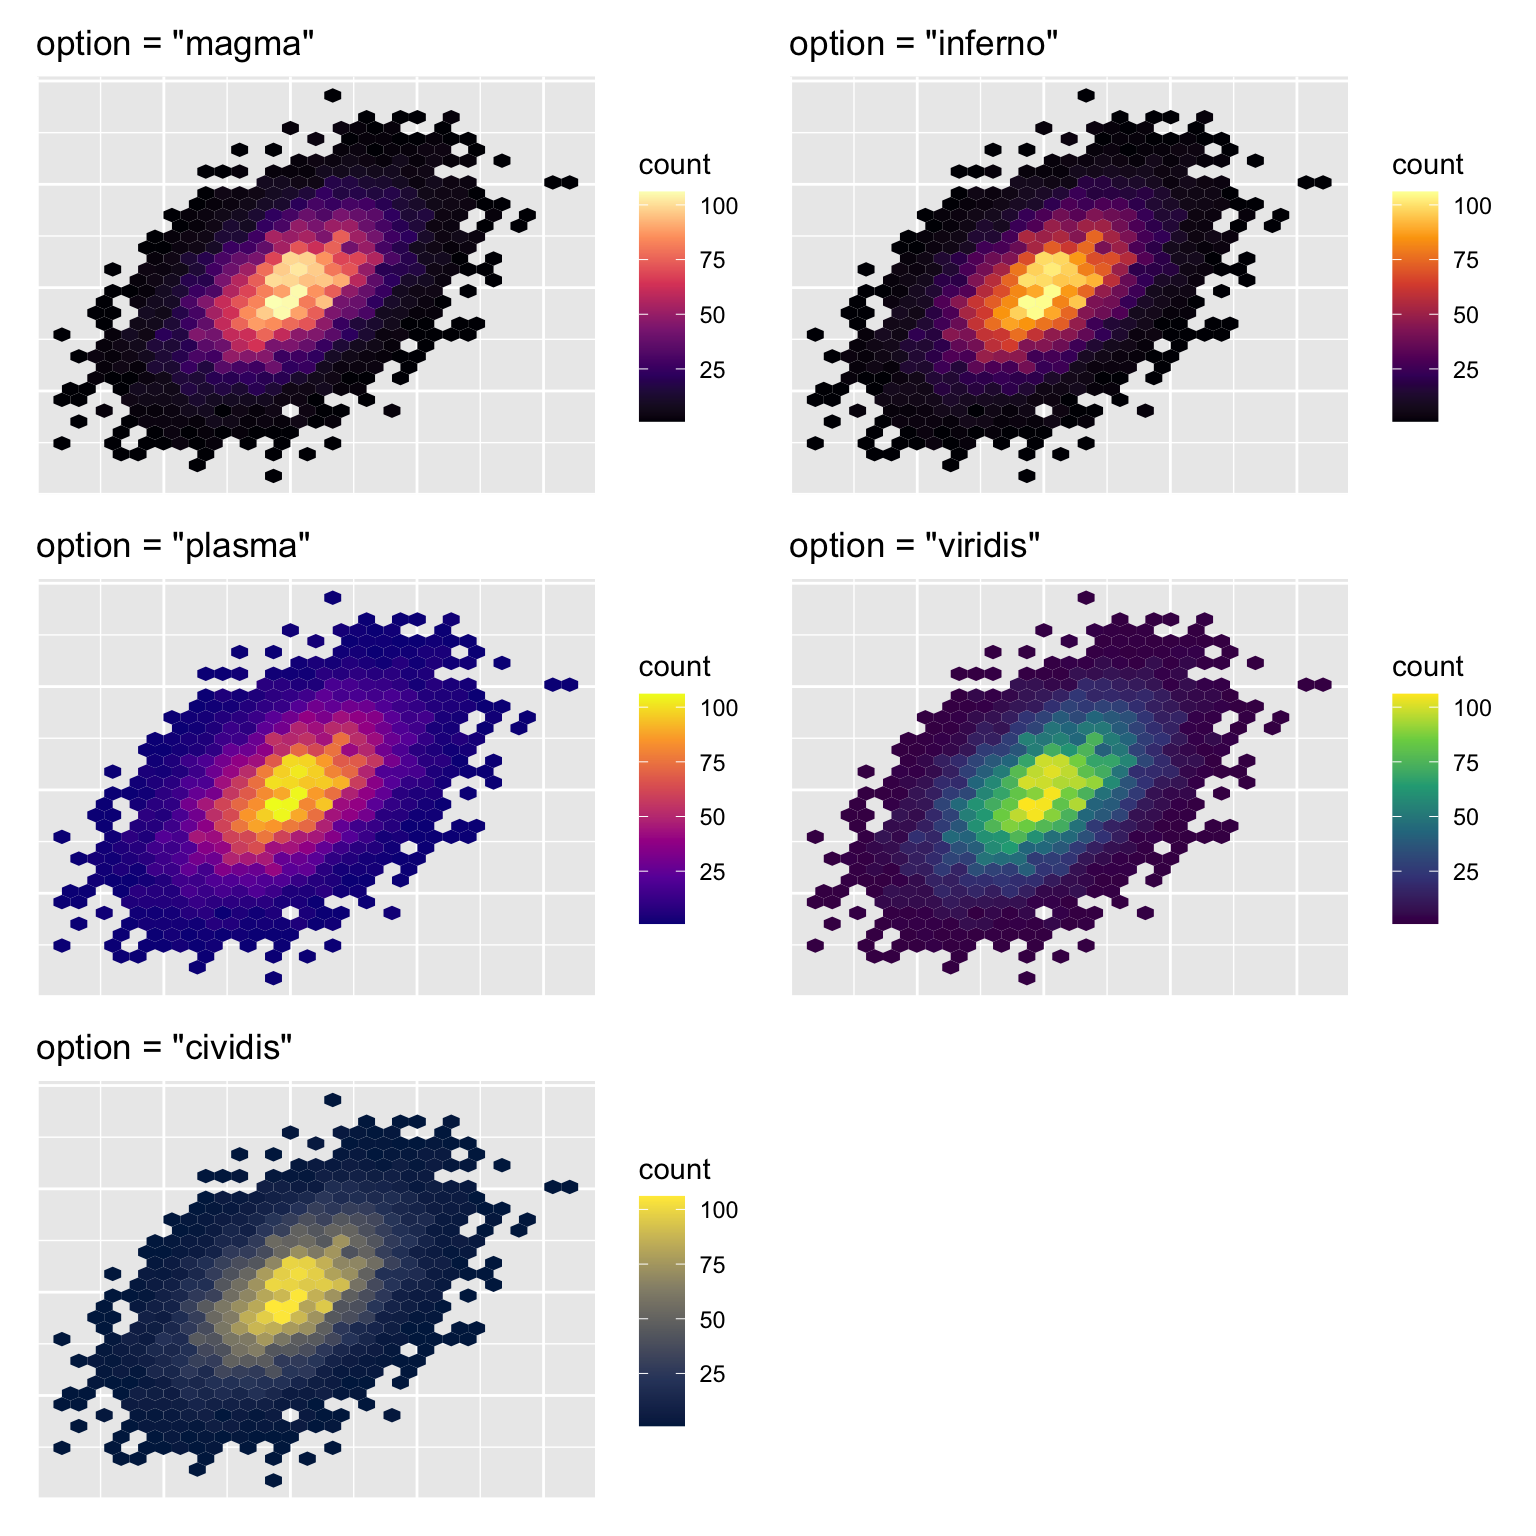 option = "magma"
count
100
75
50
25
option = "inferno"
count
100
75
50
25
option = "plasma"
count
100
75
50
25
option = "viridis"
count
100
75
50
25
option = "cividis"
count
100
75
50
25